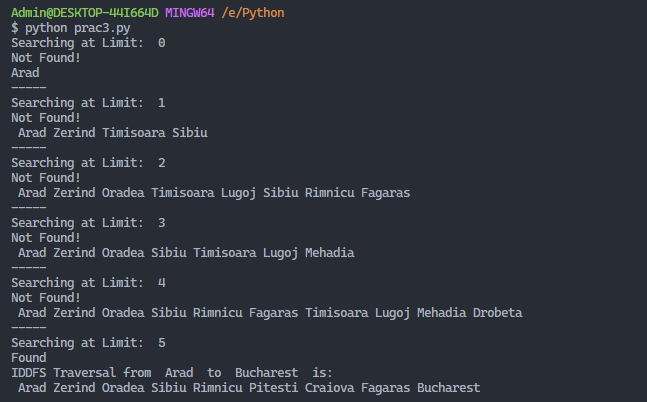 Admin@DESKTOP-44I664D MINGW64 /e/Python
$ python prac3.py
Searching at Limit:  0
Not Found!
Arad
-----
Searching at Limit:  1
Not Found!
 Arad Zerind Timisoara Sibiu
-----
Searching at Limit:  2
Not Found!
 Arad Zerind Oradea Timisoara Lugoj Sibiu Rimnicu Fagaras
-----
Searching at Limit:  3
Not Found!
 Arad Zerind Oradea Sibiu Timisoara Lugoj Mehadia
-----
Searching at Limit:  4
Not Found!
 Arad Zerind Oradea Sibiu Rimnicu Fagaras Timisoara Lugoj Mehadia Drobeta
-----
Searching at Limit:  5
Found
IDDFS Traversal from  Arad  to  Bucharest  is:
 Arad Zerind Oradea Sibiu Rimnicu Pitesti Craiova Fagaras Bucharest